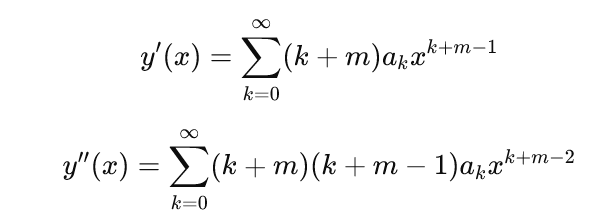 y′(x) = ∑_{k=0}^{∞} (k + m)a_k x^{k+m−1}
y″(x) = ∑_{k=0}^{∞} (k + m)(k + m − 1)a_k x^{k+m−2}